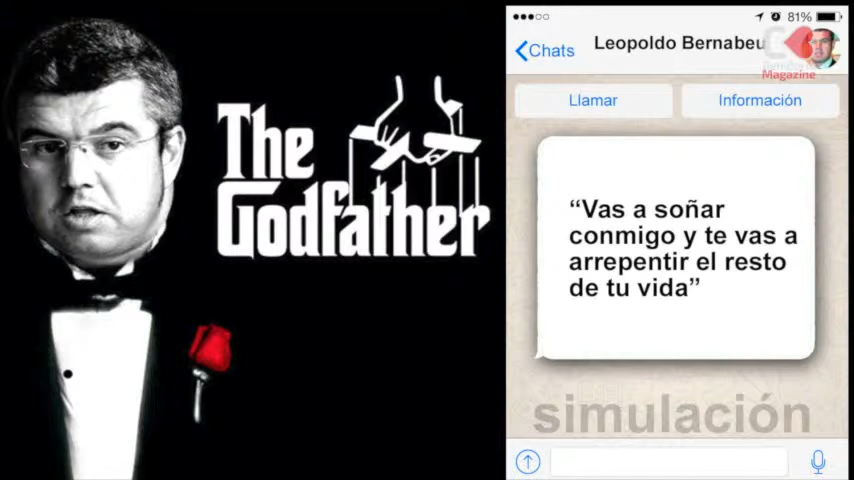 The
Godfather
81%
Chats
Leopoldo Bernabeu
Magazine
Llamar
Información
“Vas a soñar
conmigo y te vas a
arrepentir el resto
de tu vida”
simulación